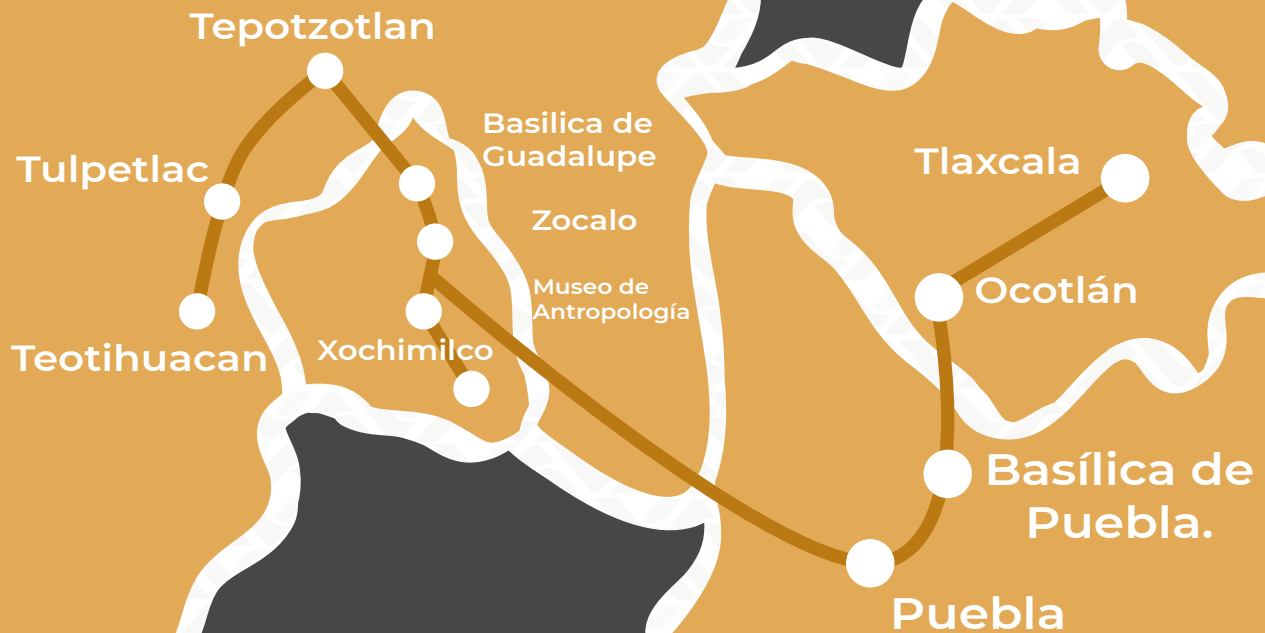 Tepotzotlan
Basilica de
Guadalupe
Tulpetlac
Tlaxcala
Zocalo
Museo de
Antropología
Ocotlán
Teotihuacan
Xochimilco
Basílica de
Puebla.
Puebla